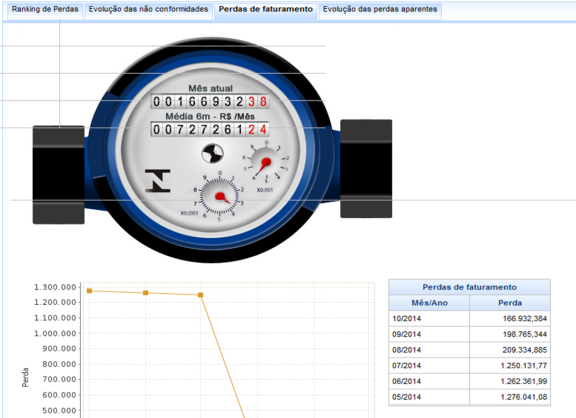 Ranking de Perdas
Evolução das não conformidades
Perdas de faturamento
Evolução das perdas aparentes
Mês atual
0016693238
Média 6m - R$ /Mês
0072726124
X0,001
X0,001
Perdas de faturamento
Mês/Ano Perda
10/2014 166.932,384
09/2014 198.765,344
08/2014 209.334,885
07/2014 1.250.131,77
06/2014 1.262.361,99
05/2014 1.276.041,08
Perda
1.300.000
1.200.000
1.100.000
1.000.000
900.000
800.000
700.000
600.000
500.000